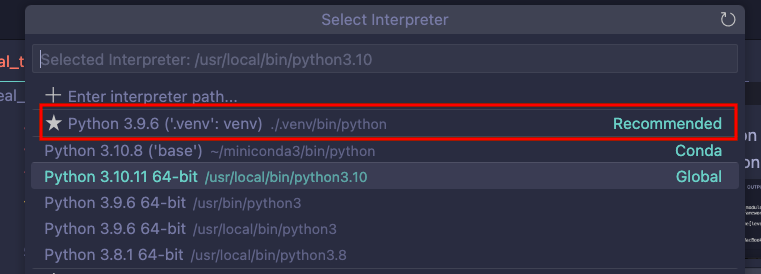 Select Interpreter
Selected Interpreter: /usr/local/bin/python3.10
Enter interpreter path...
Python 3.9.6 ('.venv': venv) ./.venv/bin/python Recommended
Python 3.10.8 ('base') ~/miniconda3/bin/python Conda
Python 3.10.11 64-bit /usr/local/bin/python3.10 Global
Python 3.9.6 64-bit /usr/bin/python3
Python 3.9.6 64-bit /usr/local/bin/python3
Python 3.8.1 64-bit /usr/local/bin/python3.8